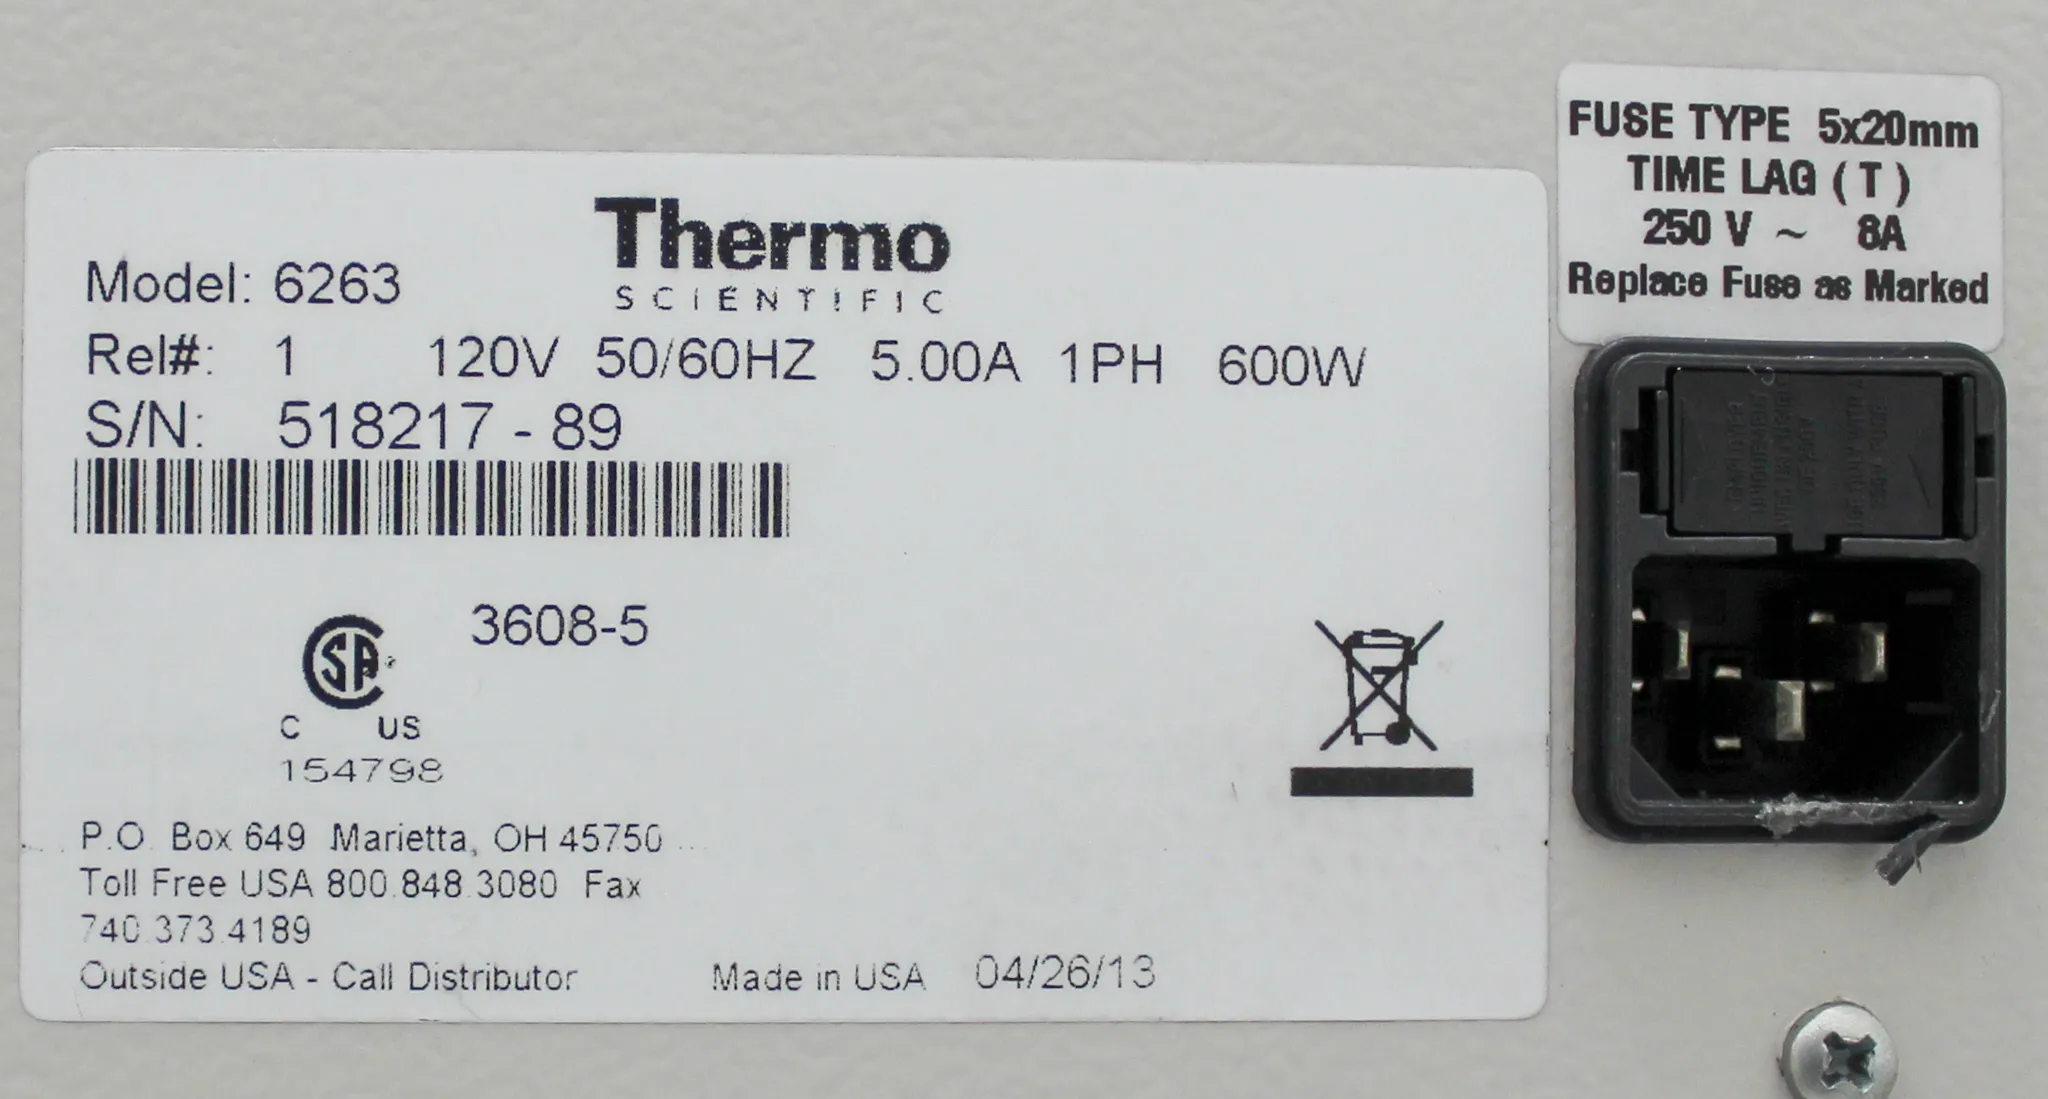 Thermo
SCIENTIFIC
Model: 6263
Rel#: 1 120V 50/60HZ 5.00A 1PH 600W
S/N: 518217 - 89
3608-5
CSA
C US
154798
P.O. Box 649 Marietta, OH 45750
Toll Free USA 800.848.3080 Fax
740.373.4189
Outside USA - Call Distributor Made in USA 04/26/13
FUSE TYPE 5x20mm
TIME LAG ( T )
250 V ~ 8A
Replace Fuse as Marked